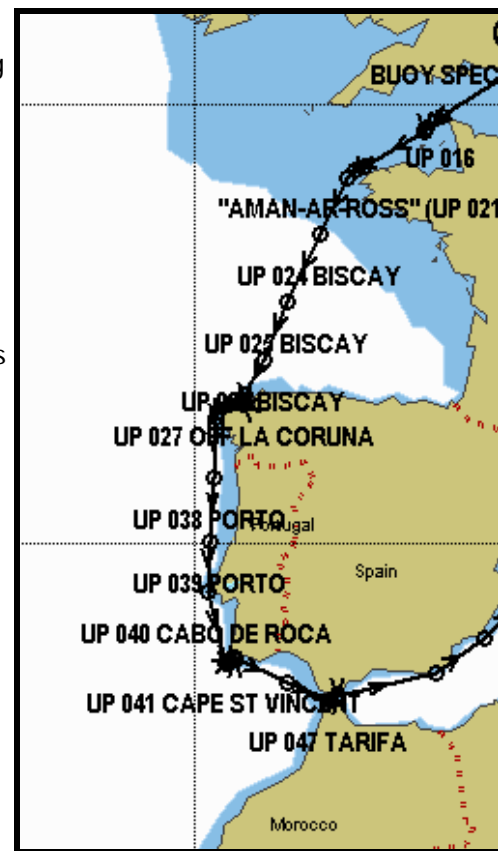 g
BUOY SPEC
UP 016
"AMAN-AR-ROSS" (UP 021
UP 024 BISCAY
UP 025 BISCAY
s
UP BISCAY
UP 027 OFF LA CORUNA
UP 038 PORTO
Portugal
Spain
UP 039 PORTO
UP 040 CABO DE ROCA
UP 041 CAPE ST VINCENT
UP 047 TARIFA
Morocco